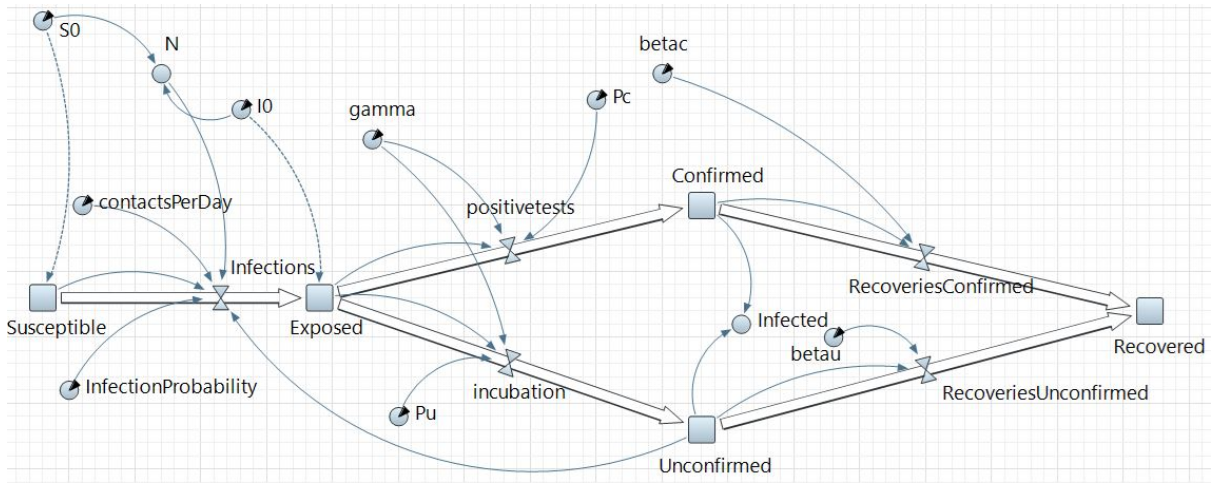 S0
N
betac
I0
gamma
Pc
Confirmed
contactsPerDay
positivetests
Infections
RecoveriesConfirmed
Susceptible
Exposed
Infected
betau
Recovered
InfectionProbability
Pu
incubation
RecoveriesUnconfirmed
Unconfirmed